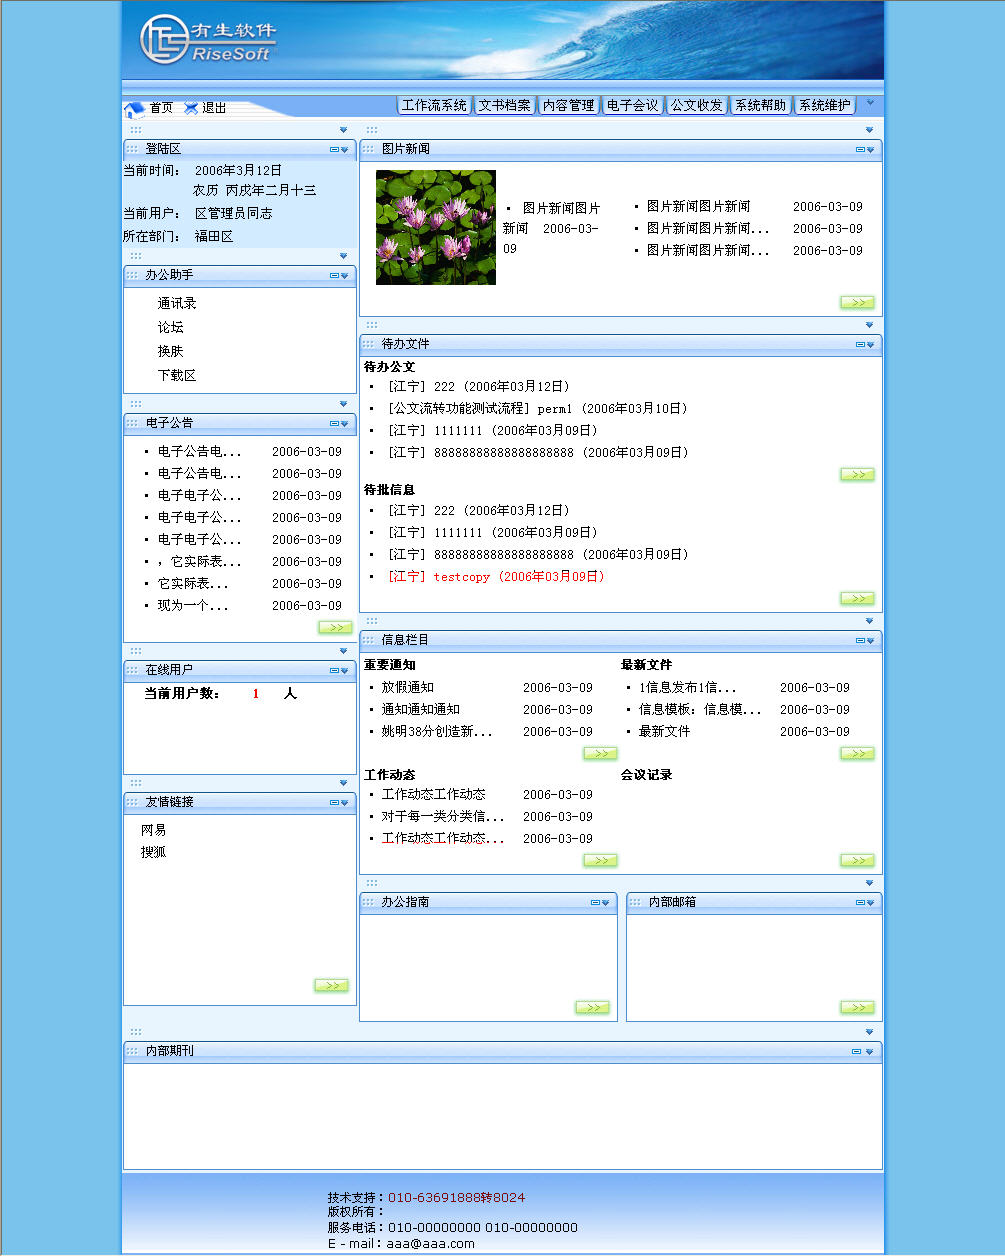 有生软件
RiseSoft
首页 退出
工作流系统 文书档案 内容管理 电子会议 公文收发 系统帮助 系统维护
登陆区
当前时间： 2006年3月12日
农历 丙戌年二月十三
当前用户： 区管理员同志
所在部门： 福田区
办公助手
通讯录
论坛
换肤
下载区
电子公告
· 电子公告电... 2006-03-09
· 电子公告电... 2006-03-09
· 电子电子公... 2006-03-09
· 电子电子公... 2006-03-09
· 电子电子公... 2006-03-09
· ，它实际表... 2006-03-09
· 它实际表... 2006-03-09
· 现为一个... 2006-03-09
>>
在线用户
当前用户数： 1 人
友情链接
网易
搜狐
>>
图片新闻
· 图片新闻图片
新闻 2006-03-
09
· 图片新闻图片新闻 2006-03-09
· 图片新闻图片新闻... 2006-03-09
· 图片新闻图片新闻... 2006-03-09
>>
待办文件
待办公文
· [江宁] 222 (2006年03月12日)
· [公文流转功能测试流程] perm1 (2006年03月10日)
· [江宁] 1111111 (2006年03月09日)
· [江宁] 88888888888888888888 (2006年03月09日)
>>
待批信息
· [江宁] 222 (2006年03月12日)
· [江宁] 1111111 (2006年03月09日)
· [江宁] 88888888888888888888 (2006年03月09日)
· [江宁] testcopy (2006年03月09日)
>>
信息栏目
重要通知
· 放假通知 2006-03-09
· 通知通知通知 2006-03-09
· 姚明38分创造新... 2006-03-09
>>
最新文件
· 1信息发布1信... 2006-03-09
· 信息模板：信息模... 2006-03-09
· 最新文件 2006-03-09
>>
工作动态
· 工作动态工作动态 2006-03-09
· 对于每一类分类信... 2006-03-09
· 工作动态工作动态... 2006-03-09
>>
会议记录
>>
办公指南
>>
内部邮箱
>>
内部期刊
技术支持：010-63691888转8024
版权所有：
服务电话：010-00000000 010-00000000
E - mail：aaa@aaa.com